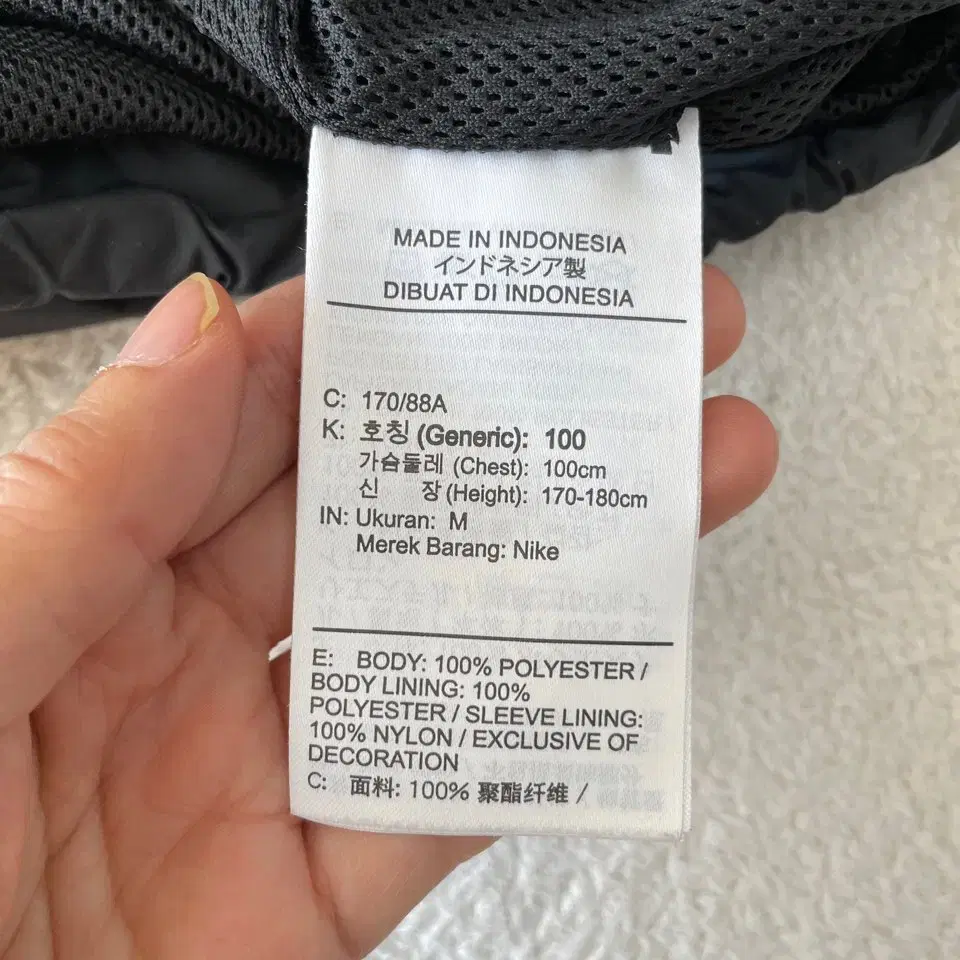 MADE IN INDONESIA
インドネシア製
DIBUAT DI INDONESIA
C: 170/88A
K: 호칭 (Generic): 100
가슴둘레 (Chest): 100cm
신 장 (Height): 170-180cm
IN: Ukuran: M
Merek Barang: Nike
E: BODY: 100% POLYESTER /
BODY LINING: 100%
POLYESTER / SLEEVE LINING:
100% NYLON / EXCLUSIVE OF
DECORATION
C: 面料: 100% 聚酯纤维 /